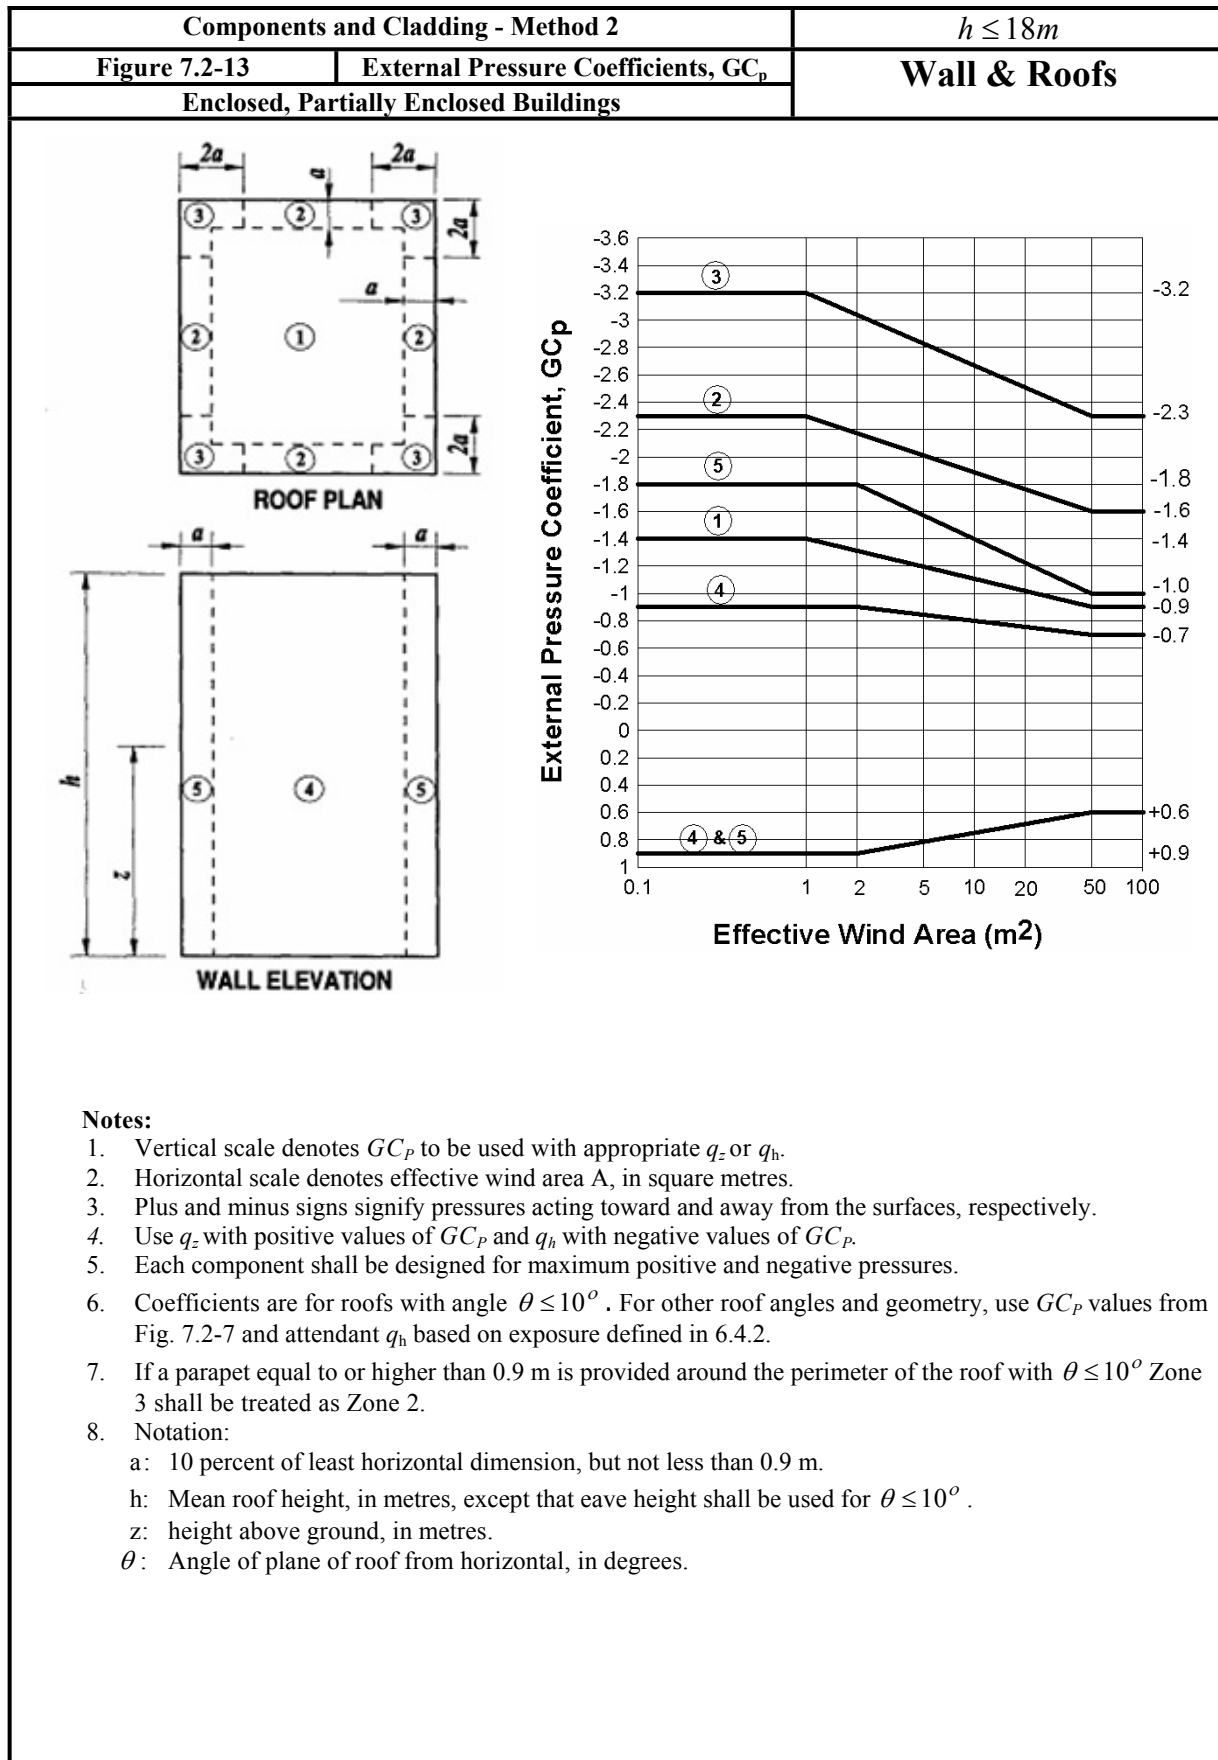 Components and Cladding - Method 2
h ≤ 18m
Figure 7.2-13
External Pressure Coefficients, GCp
Wall & Roofs
Enclosed, Partially Enclosed Buildings
2a
2a
a
3
2
3
2a
a
2
1
2
3
2
3
2a
ROOF PLAN
a
a
h
z
5
4
5
WALL ELEVATION
External Pressure Coefficient, GCp
-3.6
-3.4
-3.2
-3
-2.8
-2.6
-2.4
-2.2
-2
-1.8
-1.6
-1.4
-1.2
-1
-0.8
-0.6
-0.4
-0.2
0
0.2
0.4
0.6
0.8
1
3
2
5
1
4
4 & 5
-3.2
-2.3
-1.8
-1.6
-1.4
-1.0
-0.9
-0.7
+0.6
+0.9
0.1 1 2 5 10 20 50 100
Effective Wind Area (m2)
Notes:
1. Vertical scale denotes GCP to be used with appropriate qz or qh.
2. Horizontal scale denotes effective wind area A, in square metres.
3. Plus and minus signs signify pressures acting toward and away from the surfaces, respectively.
4. Use qz with positive values of GCP and qh with negative values of GCP.
5. Each component shall be designed for maximum positive and negative pressures.
6. Coefficients are for roofs with angle θ ≤ 10° . For other roof angles and geometry, use GCP values from
Fig. 7.2-7 and attendant qh based on exposure defined in 6.4.2.
7. If a parapet equal to or higher than 0.9 m is provided around the perimeter of the roof with θ ≤ 10° Zone
3 shall be treated as Zone 2.
8. Notation:
a: 10 percent of least horizontal dimension, but not less than 0.9 m.
h: Mean roof height, in metres, except that eave height shall be used for θ ≤ 10° .
z: height above ground, in metres.
θ : Angle of plane of roof from horizontal, in degrees.